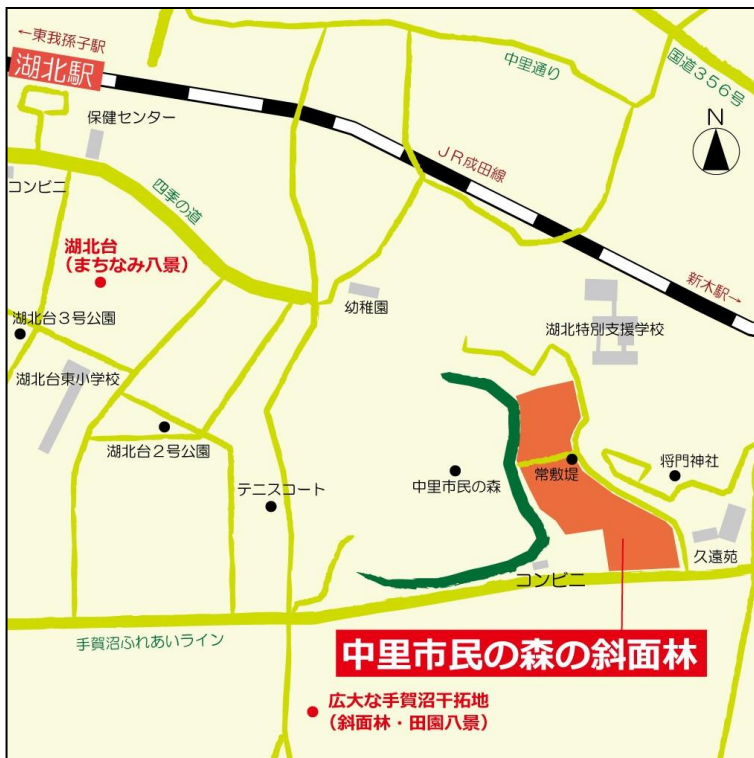 ←東我孫子駅
湖北駅
中里通り
国道356号
保健センター
N
JR成田線
コンビニ
四季の道
湖北台
(まちなみ八景)
新木駅→
幼稚園
湖北台3号公園
湖北特別支援学校
湖北台東小学校
湖北台2号公園
常敷堤
将門神社
中里市民の森
テニスコート
久遠苑
コンビニ
手賀沼ふれあいライン
中里市民の森の斜面林
広大な手賀沼干拓地
(斜面林・田園八景)